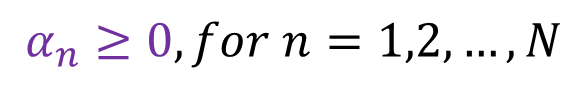 αₙ ≥ 0, for n = 1,2, …, N